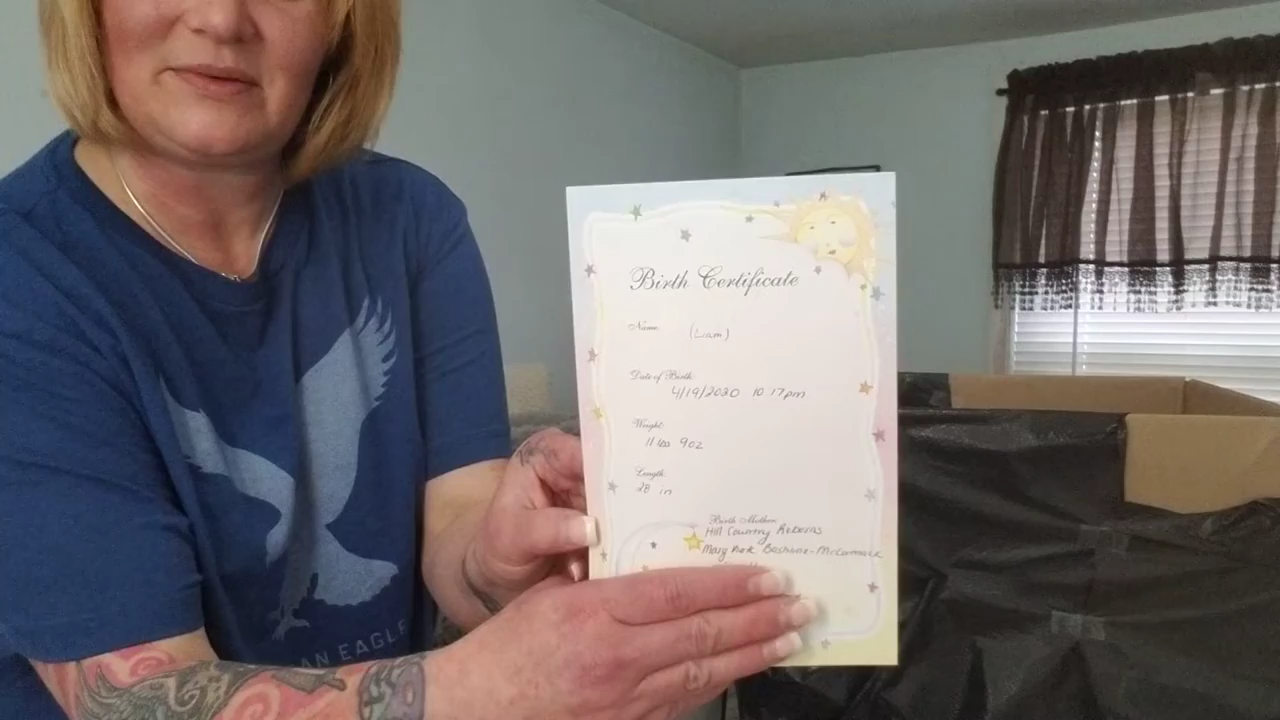 Birth Certificate
Name (Liam)
Date of Birth:
4/19/2020 10:17pm
Weight:
11 lbs 9oz
Length:
28 in
Birth Mother
Hill Country Reborns
Mary
AN EAGLE